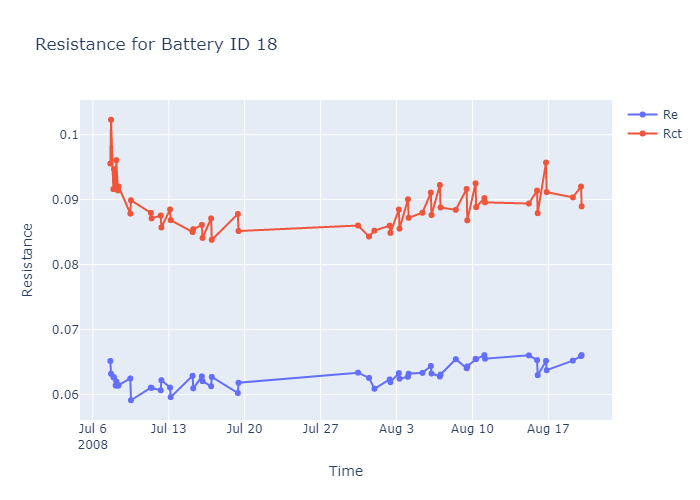 Resistance for Battery ID 18
Re
Rct
0.1
0.09
0.08
0.07
0.06
Resistance
Jul 6 Jul 13 Jul 20 Jul 27 Aug 3 Aug 10 Aug 17
2008
Time